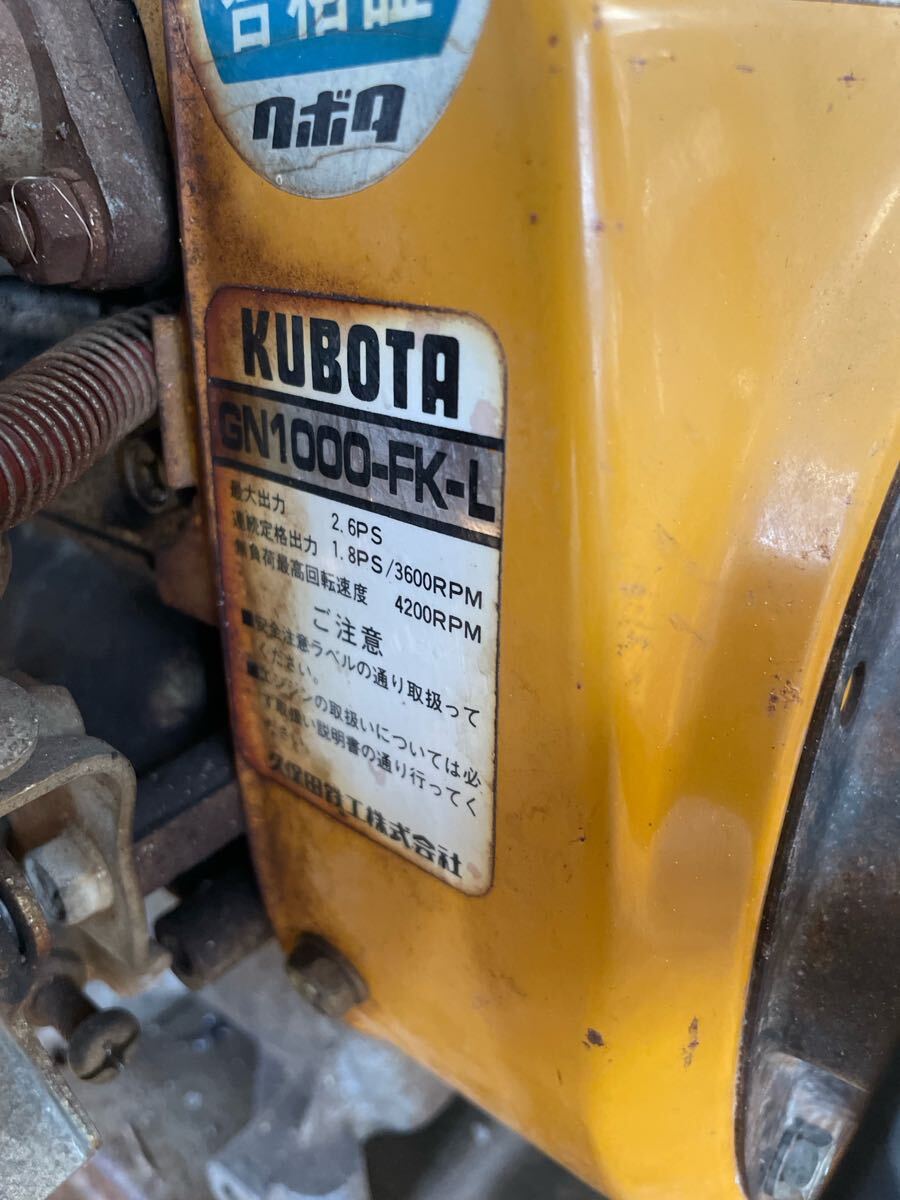 合格証
クボタ
KUBOTA
GN1000-FK-L
最大出力 2.6PS
連続定格出力 1.8PS/3600RPM
無負荷最高回転速度 4200RPM
ご注意
■安全注意ラベルの通り取扱って
ください。
■エンジンの取扱いについては必
ず取扱い説明書の通り行ってく
ださい。
久保田鉄工株式会社